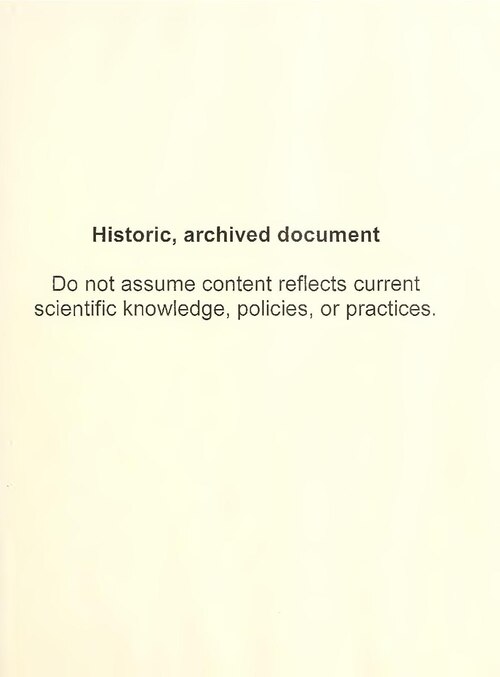 Historic, archived document
Do not assume content reflects current
scientific knowledge, policies, or practices.